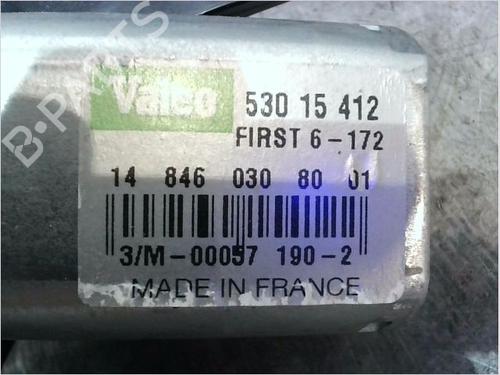 Valeo
530 15 412
FIRST 6-172
14 846 030 80 01
3/M-00057 190-2
MADE IN FRANCE
B-PARTS